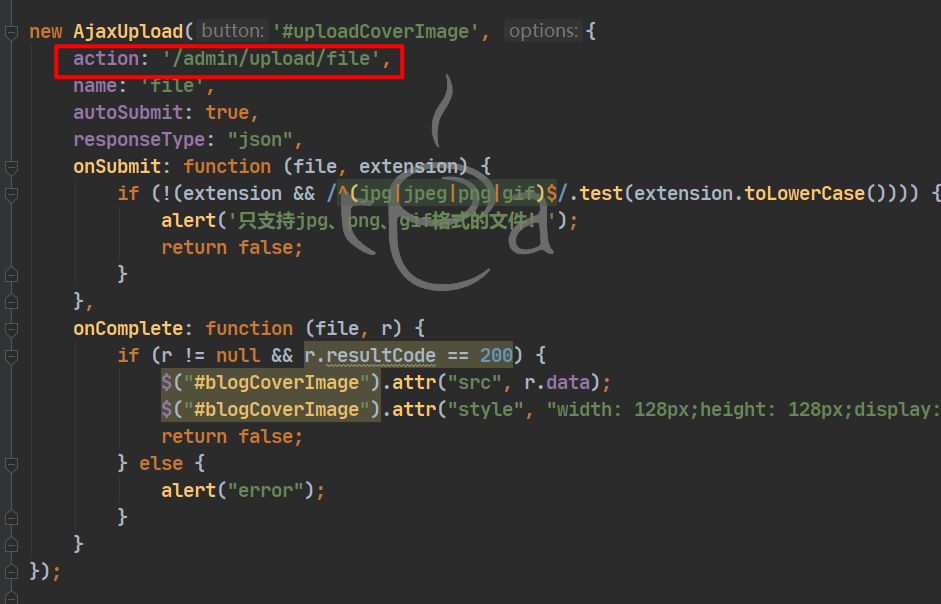 new AjaxUpload( button: '#uploadCoverImage', options: {
action: '/admin/upload/file',
name: 'file',
autoSubmit: true,
responseType: "json",
onSubmit: function (file, extension) {
if (!(extension && /^(jpg|jpeg|png|gif)$/.test(extension.toLowerCase()))) {
alert('只支持jpg、png、gif格式的文件!');
return false;
}
},
onComplete: function (file, r) {
if (r != null && r.resultCode == 200) {
$("#blogCoverImage").attr("src", r.data);
$("#blogCoverImage").attr("style", "width: 128px;height: 128px;display:
return false;
} else {
alert("error");
}
}
});